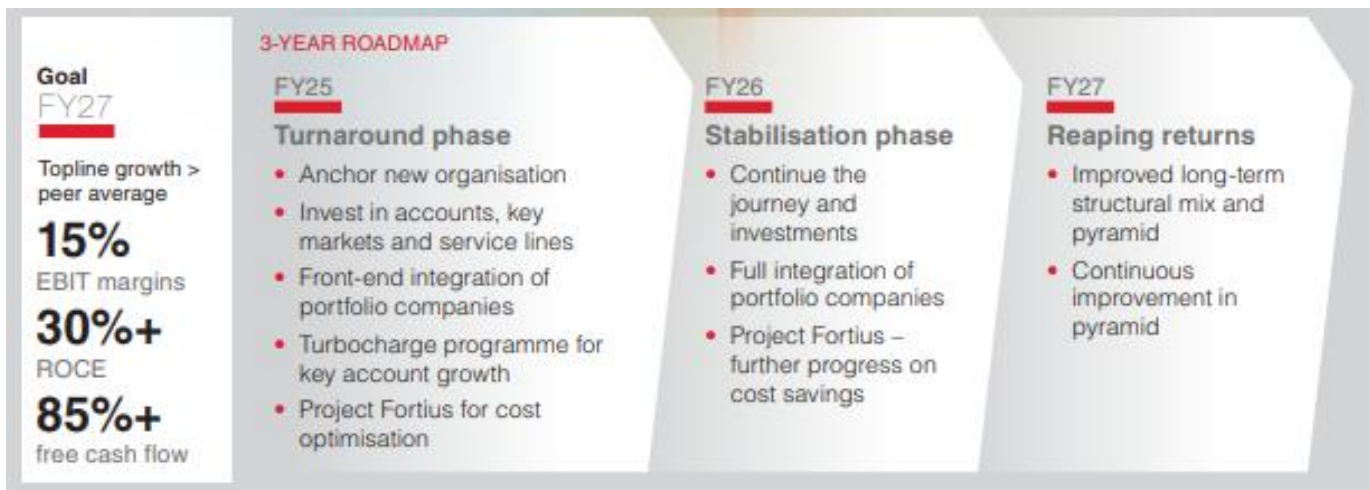 3-YEAR ROADMAP
Goal
FY27
Topline growth >
peer average
15%
EBIT margins
30%+
ROCE
85%+
free cash flow
FY25
Turnaround phase
• Anchor new organisation
• Invest in accounts, key
markets and service lines
• Front-end integration of
portfolio companies
• Turbocharge programme for
key account growth
• Project Fortius for cost
optimisation
FY26
Stabilisation phase
• Continue the
journey and
investments
• Full integration of
portfolio companies
• Project Fortius –
further progress on
cost savings
FY27
Reaping returns
• Improved long-term
structural mix and
pyramid
• Continuous
improvement in
pyramid